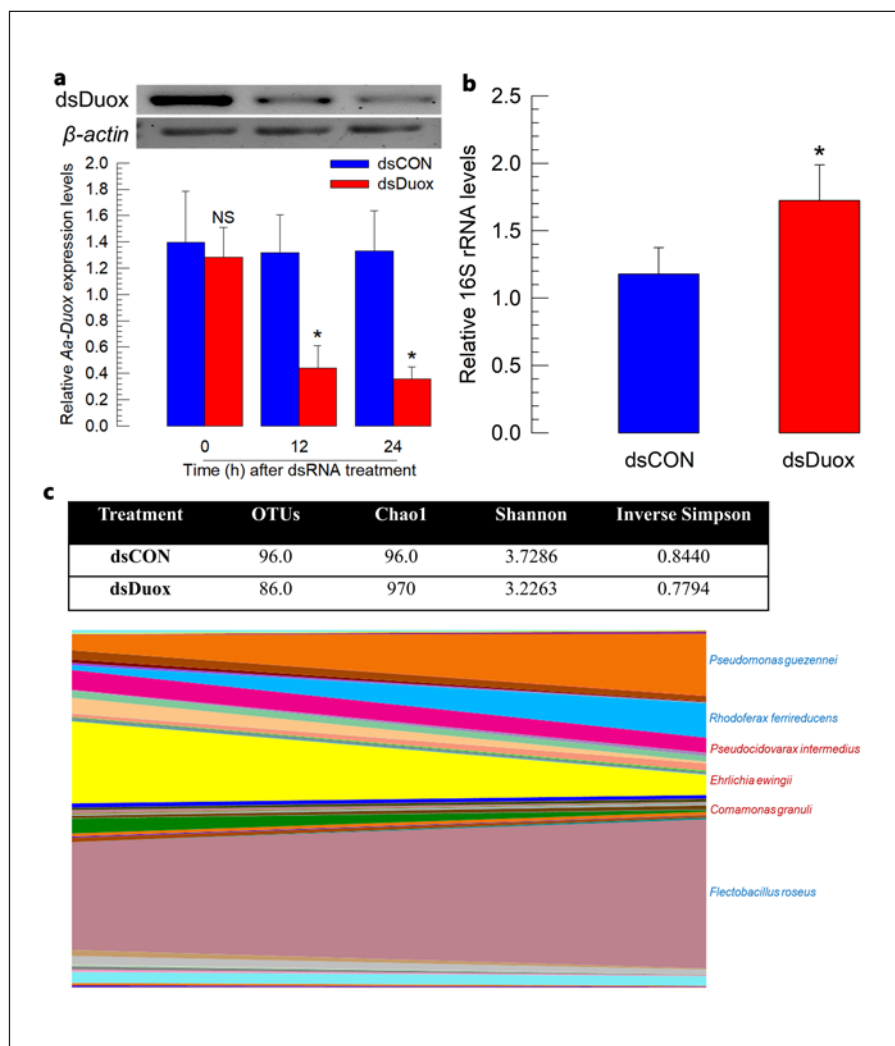 a
dsDuox
β-actin
dsCON
dsDuox
Relative Aa-Duox expression levels
2.0
1.8
1.6
1.4
1.2
1.0
0.8
0.6
0.4
0.2
0.0
NS
*
*
0 12 24
Time (h) after dsRNA treatment
b
Relative 16S rRNA levels
2.5
2.0
1.5
1.0
0.5
0.0
*
dsCON dsDuox
c
Treatment OTUs Chao1 Shannon Inverse Simpson
dsCON 96.0 96.0 3.7286 0.8440
dsDuox 86.0 970 3.2263 0.7794
Pseudomonas guezennei
Rhodoferax ferrireducens
Pseudocidovarax intermedius
Ehrlichia ewingii
Comamonas granuli
Flectobacillus roseus